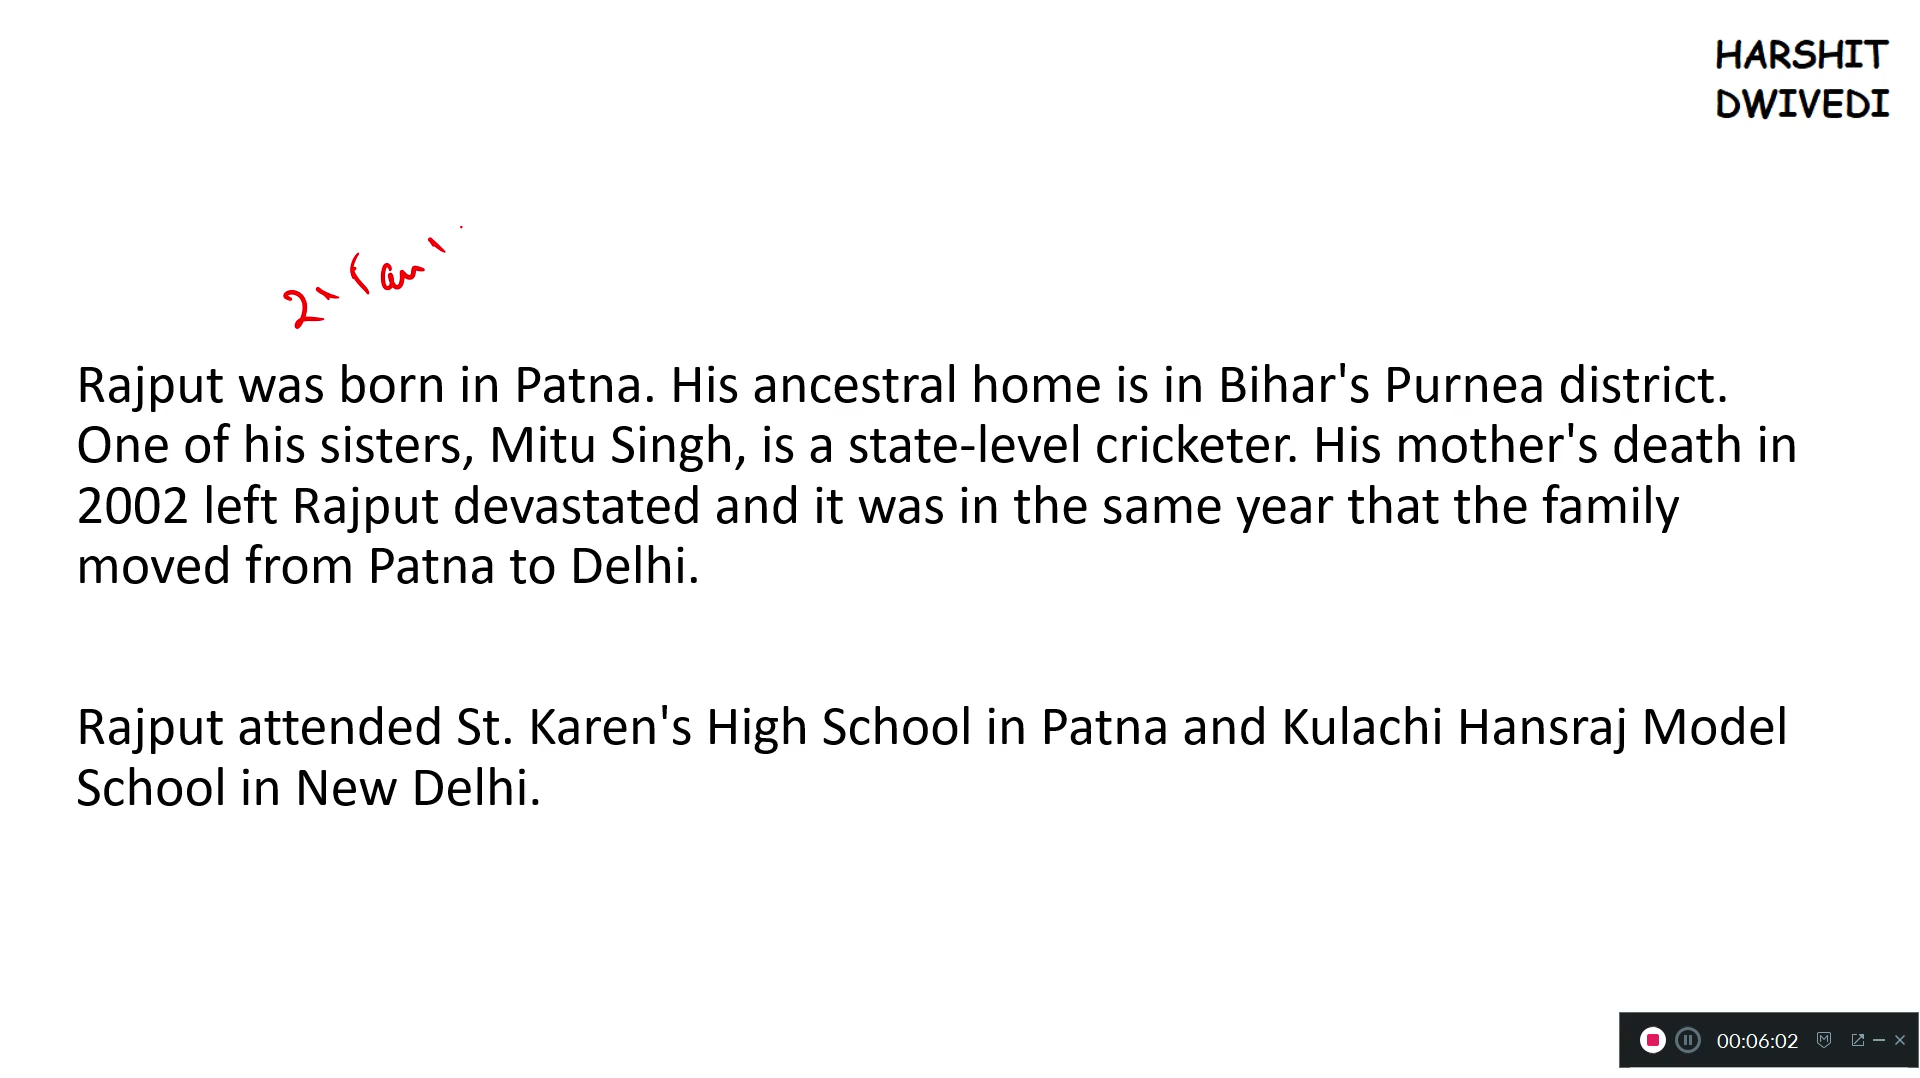 HARSHIT
DWIVEDI
Rajput was born in Patna. His ancestral home is in Bihar's Purnea district.
One of his sisters, Mitu Singh, is a state-level cricketer. His mother's death in
2002 left Rajput devastated and it was in the same year that the family
moved from Patna to Delhi.
Rajput attended St. Karen's High School in Patna and Kulachi Hansraj Model
School in New Delhi.
00:06:02